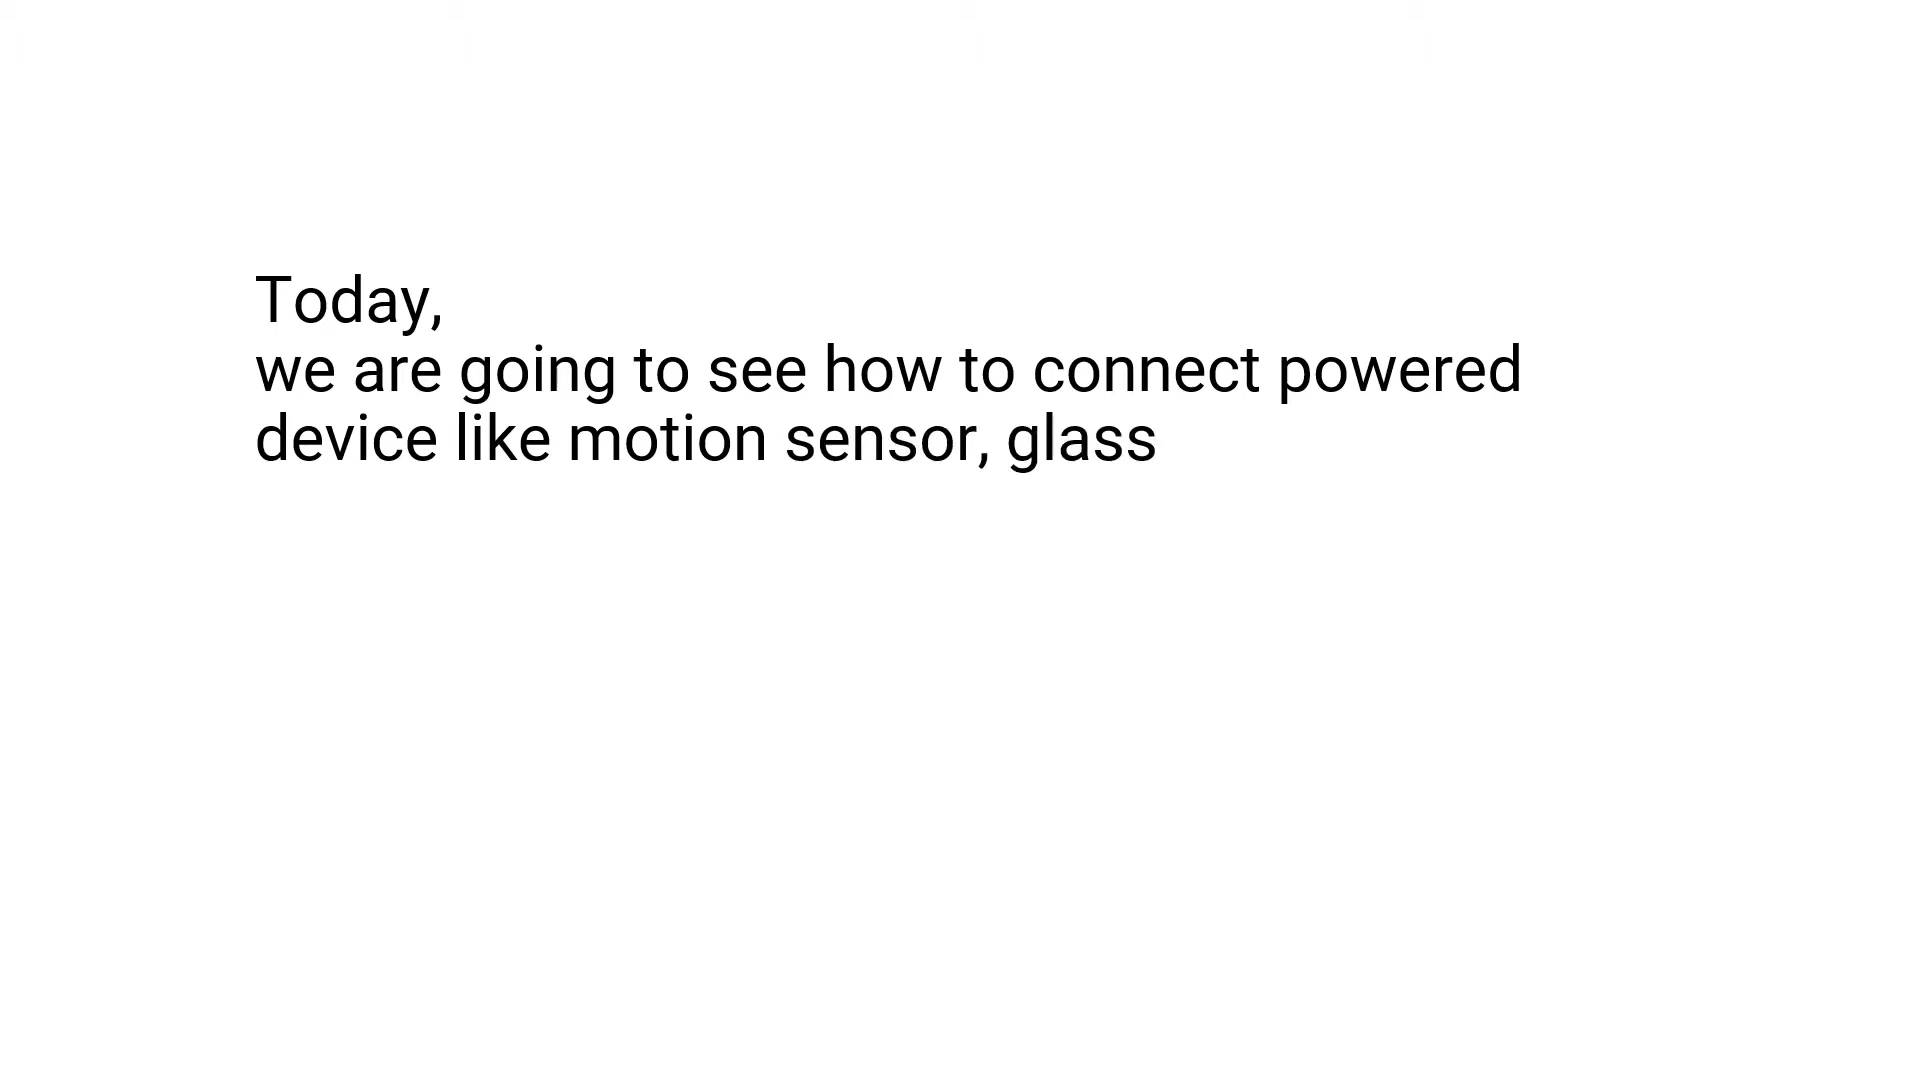 Today,
we are going to see how to connect powered
device like motion sensor, glass